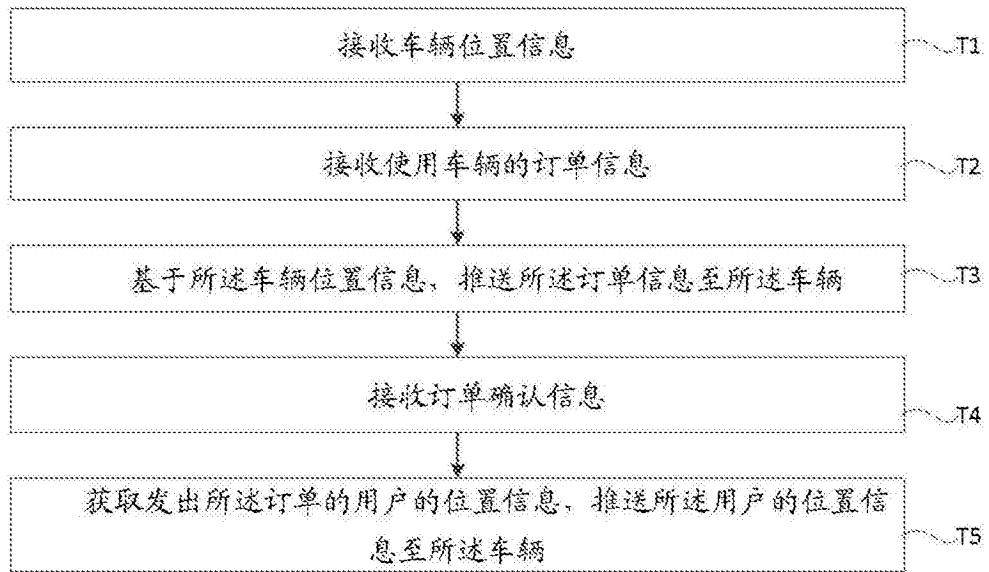 接收车辆位置信息
T1
接收使用车辆的订单信息
T2
基于所述车辆位置信息，推送所述订单信息至所述车辆
T3
接收订单确认信息
T4
获取发出所述订单的用户的位置信息，推送所述用户的位置信
息至所述车辆
T5